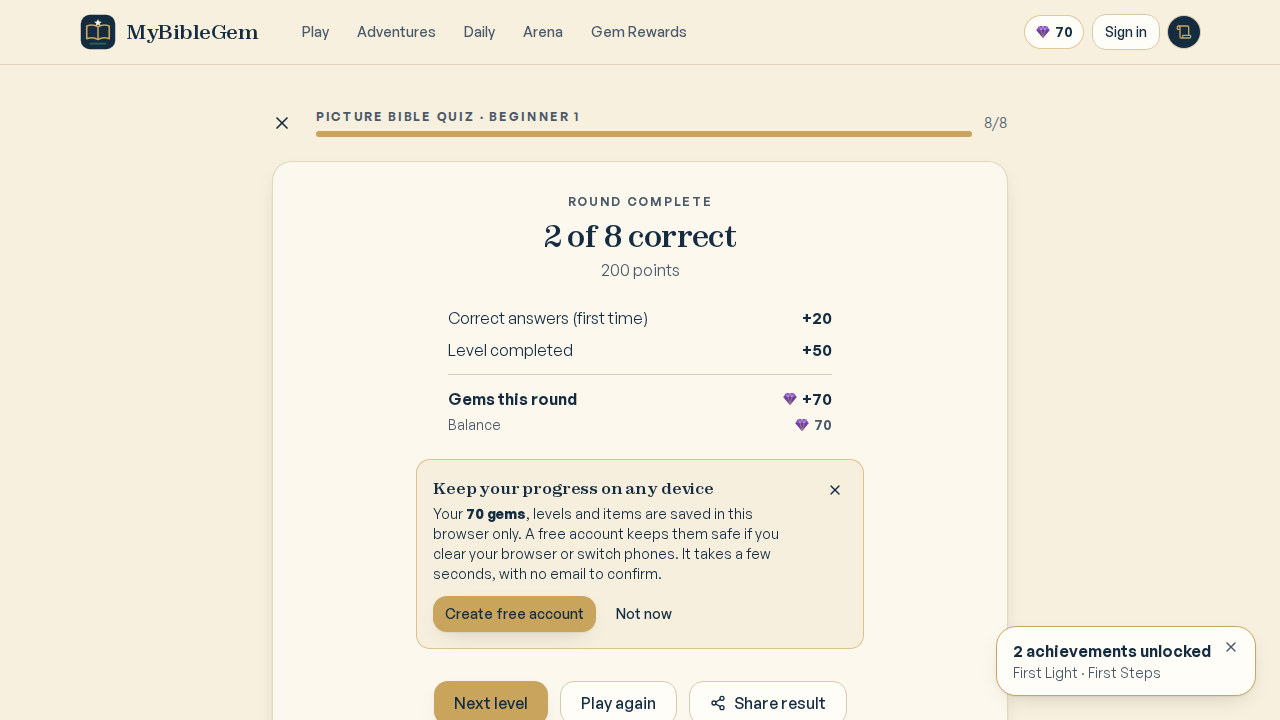 MyBibleGem
Play
Adventures
Daily
Arena
Gem Rewards
70
Sign in
PICTURE BIBLE QUIZ · BEGINNER 1
8/8
ROUND COMPLETE
2 of 8 correct
200 points
Correct answers (first time) +20
Level completed +50
Gems this round +70
Balance 70
Keep your progress on any device
Your 70 gems, levels and items are saved in this
browser only. A free account keeps them safe if you
clear your browser or switch phones. It takes a few
seconds, with no email to confirm.
Create free account
Not now
2 achievements unlocked
First Light · First Steps
Next level
Play again
Share result